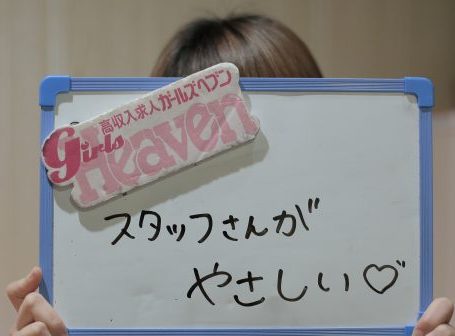 高収入求人ガールズヘブン
Girls
Heaven
スタッフさんが
やさしい♡